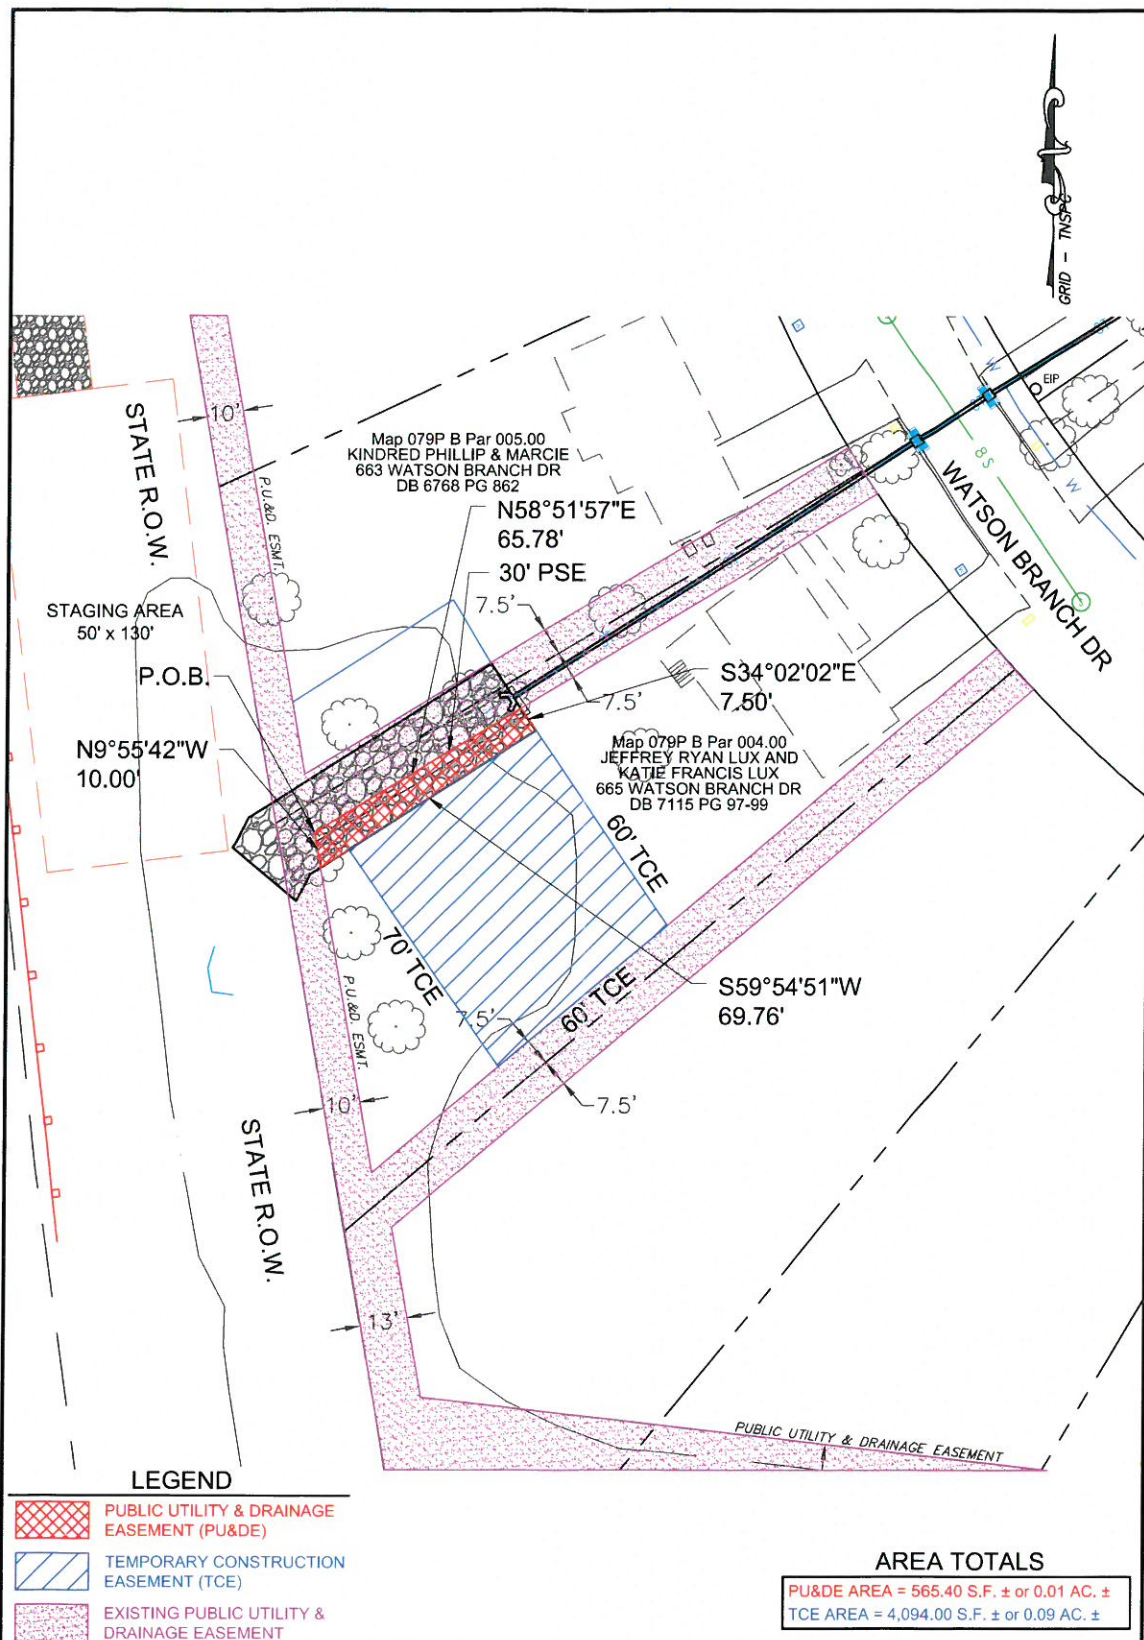 GRID - TNSPC
10'
STATE R.O.W.
P.U.&D. ESMT.
Map 079P B Par 005.00
KINDRED PHILLIP & MARCIE
663 WATSON BRANCH DR
DB 6768 PG 862
EIP
W
W
8S
WATSON BRANCH DR
N58°51'57"E
65.78'
30' PSE
7.5'
STAGING AREA
50' x 130'
P.O.B.
S34°02'02"E
7.50'
7.5'
N9°55'42"W
10.00'
Map 079P B Par 004.00
JEFFREY RYAN LUX AND
KATIE FRANCIS LUX
665 WATSON BRANCH DR
DB 7115 PG 97-99
60' TCE
70' TCE
60' TCE
S59°54'51"W
69.76'
P.U.&D. ESMT.
7.5'
7.5'
10'
STATE R.O.W.
13'
PUBLIC UTILITY & DRAINAGE EASEMENT
LEGEND
PUBLIC UTILITY & DRAINAGE
EASEMENT (PU&DE)
TEMPORARY CONSTRUCTION
EASEMENT (TCE)
EXISTING PUBLIC UTILITY &
DRAINAGE EASEMENT
AREA TOTALS
PU&DE AREA = 565.40 S.F. ± or 0.01 AC. ±
TCE AREA = 4,094.00 S.F. ± or 0.09 AC. ±